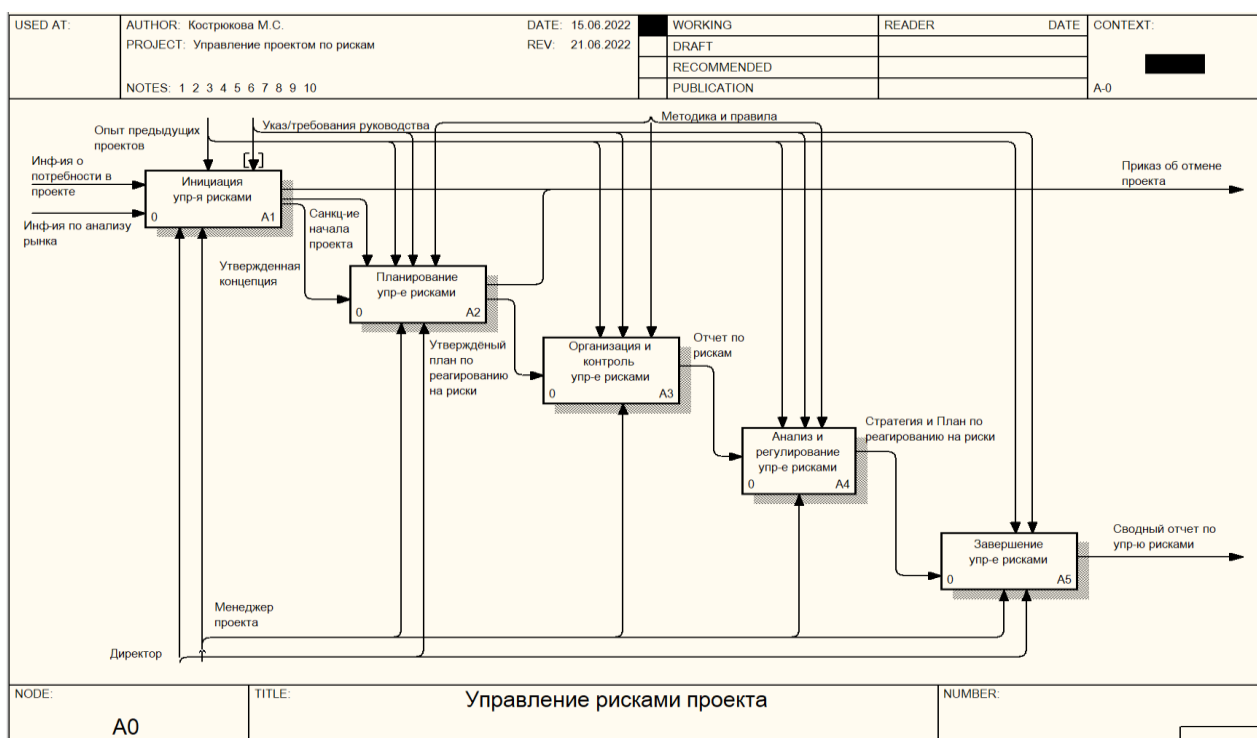 USED AT:
AUTHOR: Кострюкова М.С.
DATE: 15.06.2022
PROJECT: Управление проектом по рискам
REV: 21.06.2022
NOTES: 1 2 3 4 5 6 7 8 9 10
WORKING
DRAFT
RECOMMENDED
PUBLICATION
READER
DATE
CONTEXT:
A-0
Опыт предыдущих
проектов
Указ/требования руководства
Методика и правила
Инф-ия о
потребности в
проекте
Инф-ия по анализу
рынка
Инициация
упр-я рисками
0
A1
Приказ об отмене
проекта
Санкц-ие
начала
проекта
Утвержденная
концепция
Планирование
упр-е рисками
0
A2
Утвержденый
план по
реагированию
на риски
Организация и
контроль
упр-е рисками
0
A3
Отчет по
рискам
Анализ и
регулирование
упр-е рисками
0
A4
Стратегия и План по
реагированию на риски
Завершение
упр-е рисками
0
A5
Сводный отчет по
упр-ю рисками
Менеджер
проекта
Директор
NODE:
A0
TITLE:
Управление рисками проекта
NUMBER: